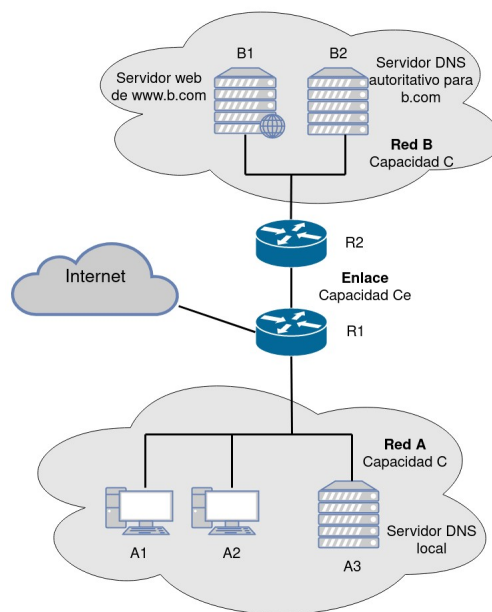 B1
B2
Servidor web
de www.b.com
Servidor DNS
autoritativo para
b.com
Red B
Capacidad C
R2
Internet
Enlace
Capacidad Ce
R1
Red A
Capacidad C
Servidor DNS
local
A1
A2
A3